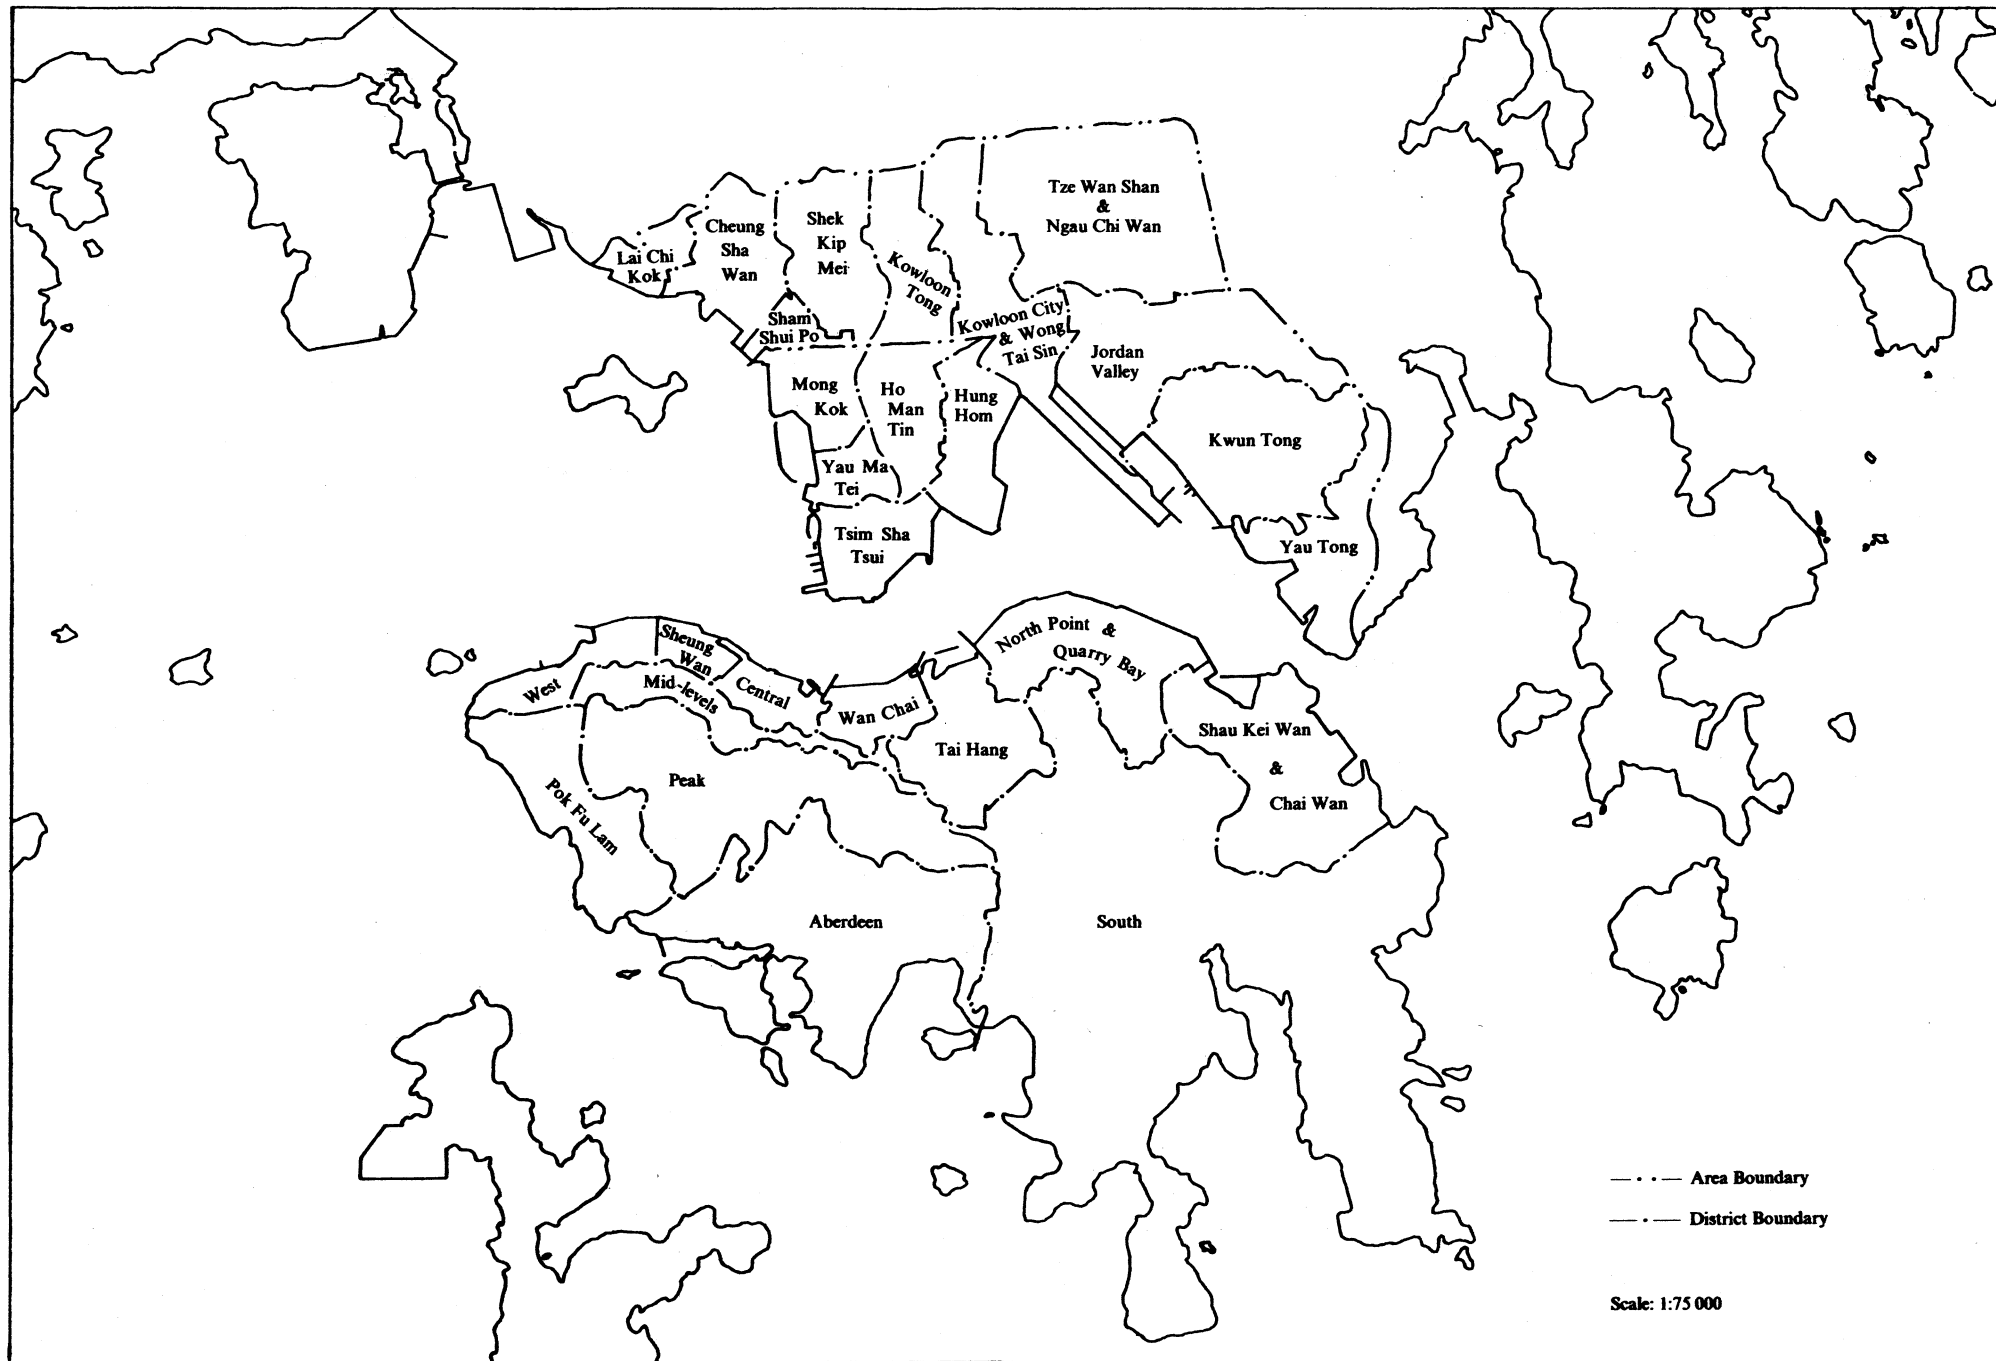 Tze Wan Shan
&
Ngau Chi Wan
Cheung
Sha
Wan
Shek
Kip
Mei
Lai Chi
Kok
Kowloon
Tong
Sham
Shui Po
Kowloon City
& Wong
Tai Sin
Jordan
Valley
Mong
Kok
Ho
Man
Tin
Hung
Hom
Kwun Tong
Yau Ma
Tei
Tsim Sha
Tsui
Yau Tong
Sheung
Wan
North Point &
Quarry Bay
West
Mid-levels
Central
Wan Chai
Tai Hang
Shau Kei Wan
&
Chai Wan
Peak
Pok Fu Lam
Aberdeen
South
Area Boundary
District Boundary
Scale: 1:75 000